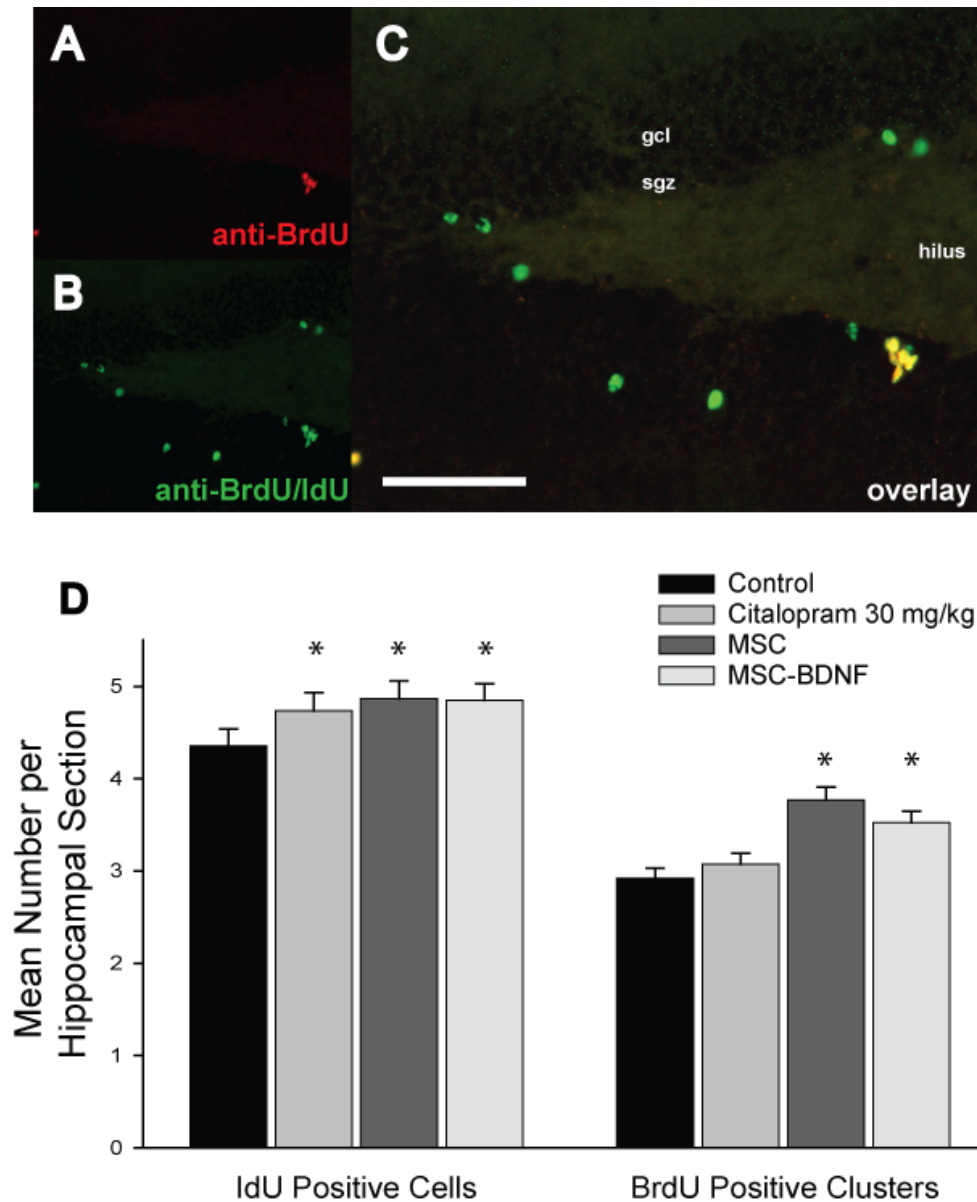 A
anti-BrdU
B
anti-BrdU/IdU
C
gcl
sgz
hilus
overlay
D
Control
Citalopram 30 mg/kg
MSC
MSC-BDNF
Mean Number per
Hippocampal Section
5
4
3
2
1
0
* * *
* *
IdU Positive Cells
BrdU Positive Clusters